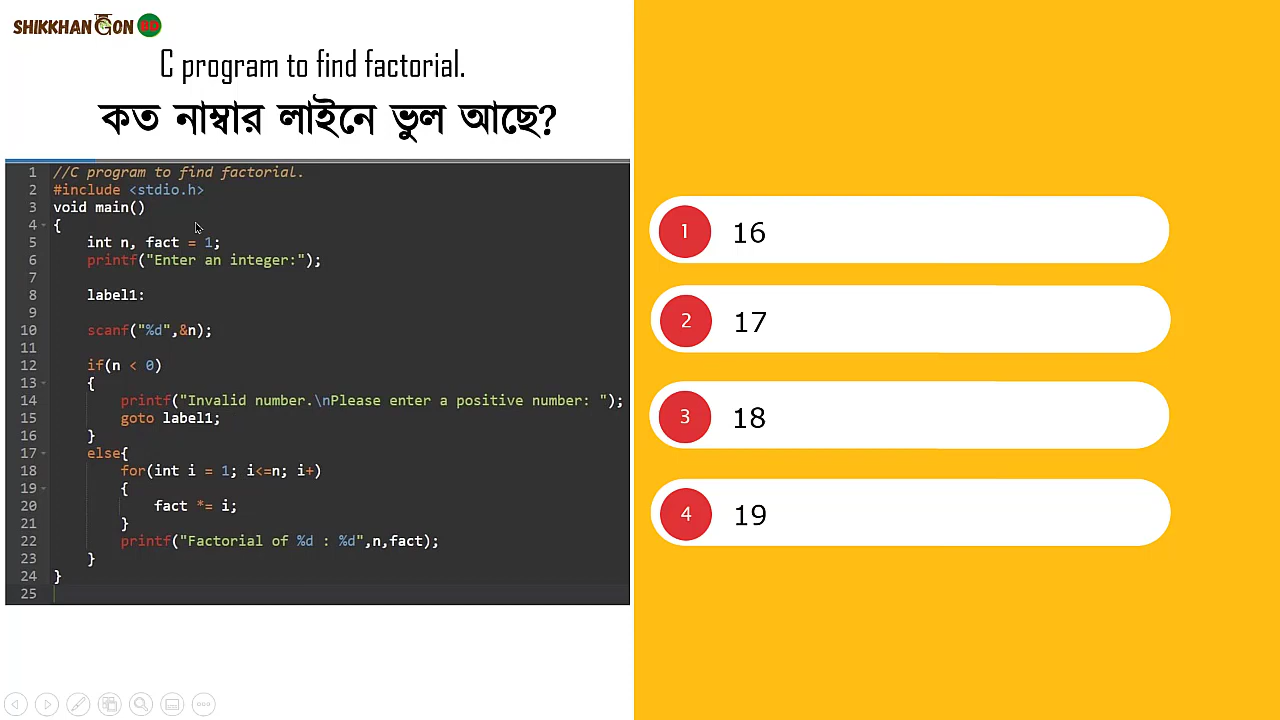 SHIKKHANGON BD
C program to find factorial.
কত নাম্বার লাইনে ভুল আছে?
1 //C program to find factorial.
2 #include <stdio.h>
3 void main()
4 {
5 int n, fact = 1;
6 printf("Enter an integer:");
7
8 label1:
9
10 scanf("%d",&n);
11
12 if(n < 0)
13 {
14 printf("Invalid number.\nPlease enter a positive number: ");
15 goto label1;
16 }
17 else{
18 for(int i = 1; i<=n; i+)
19 {
20 fact *= i;
21 }
22 printf("Factorial of %d : %d",n,fact);
23 }
24 }
25
1 16
2 17
3 18
4 19